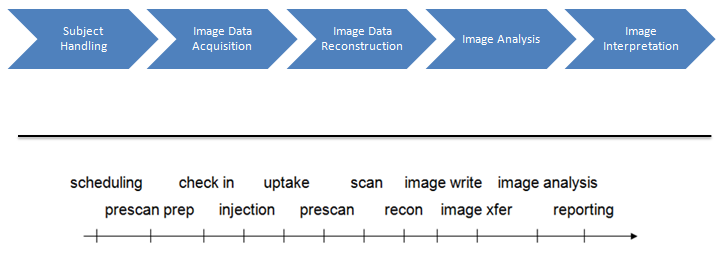 Subject
Handling
Image Data
Acquisition
Image Data
Reconstruction
Image Analysis
Image
Interpretation
scheduling check in uptake scan image write image analysis
prescan prep injection prescan recon image xfer reporting